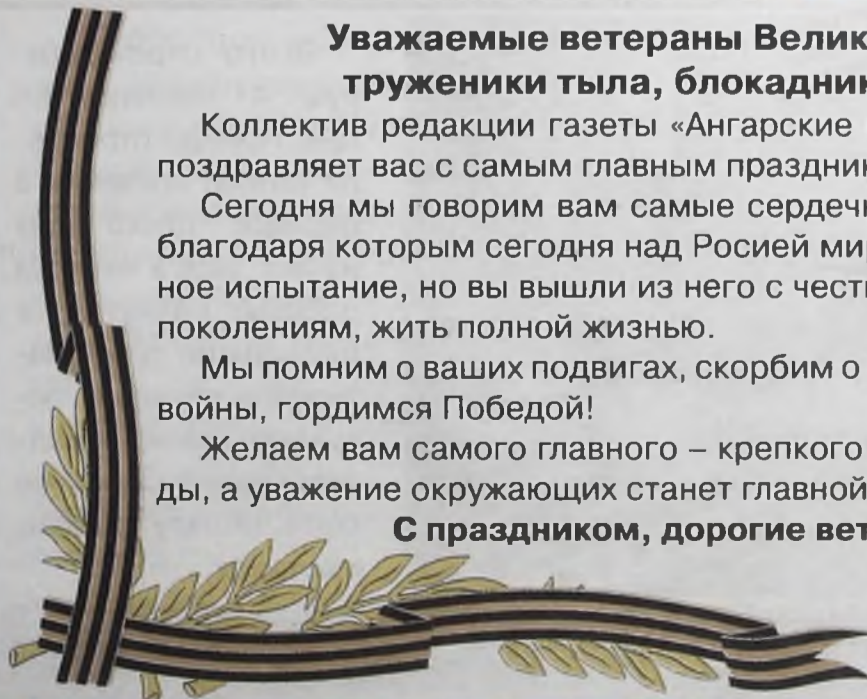 Уважаемые ветераны Велик
труженики тыла, блокадник
Коллектив редакции газеты «Ангарские
поздравляет вас с самым главным праздник
Сегодня мы говорим вам самые сердечн
благодаря которым сегодня над Росией ми
ное испытание, но вы вышли из него с чест
поколениям, жить полной жизнью.
Мы помним о ваших подвигах, скорбим о
войны, гордимся Победой!
Желаем вам самого главного – крепкого
ды, а уважение окружающих станет главной
С праздником, дорогие вет